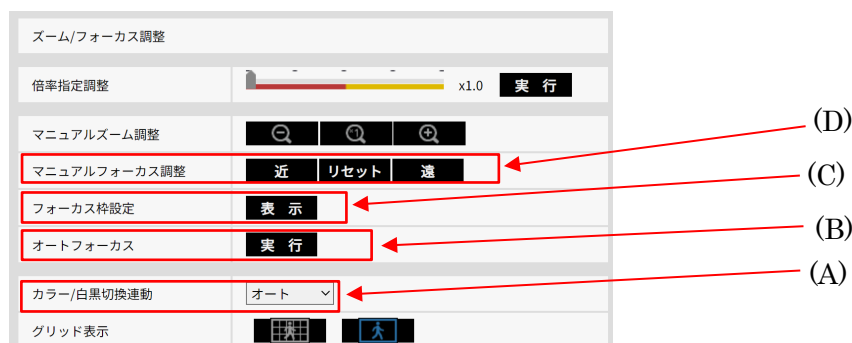 ズーム/フォーカス調整
倍率指定調整 x1.0 実 行
マニュアルズーム調整
マニュアルフォーカス調整 近 リセット 遠 (D)
フォーカス枠設定 表 示 (C)
オートフォーカス 実 行 (B)
カラー/白黒切換連動 オート (A)
グリッド表示